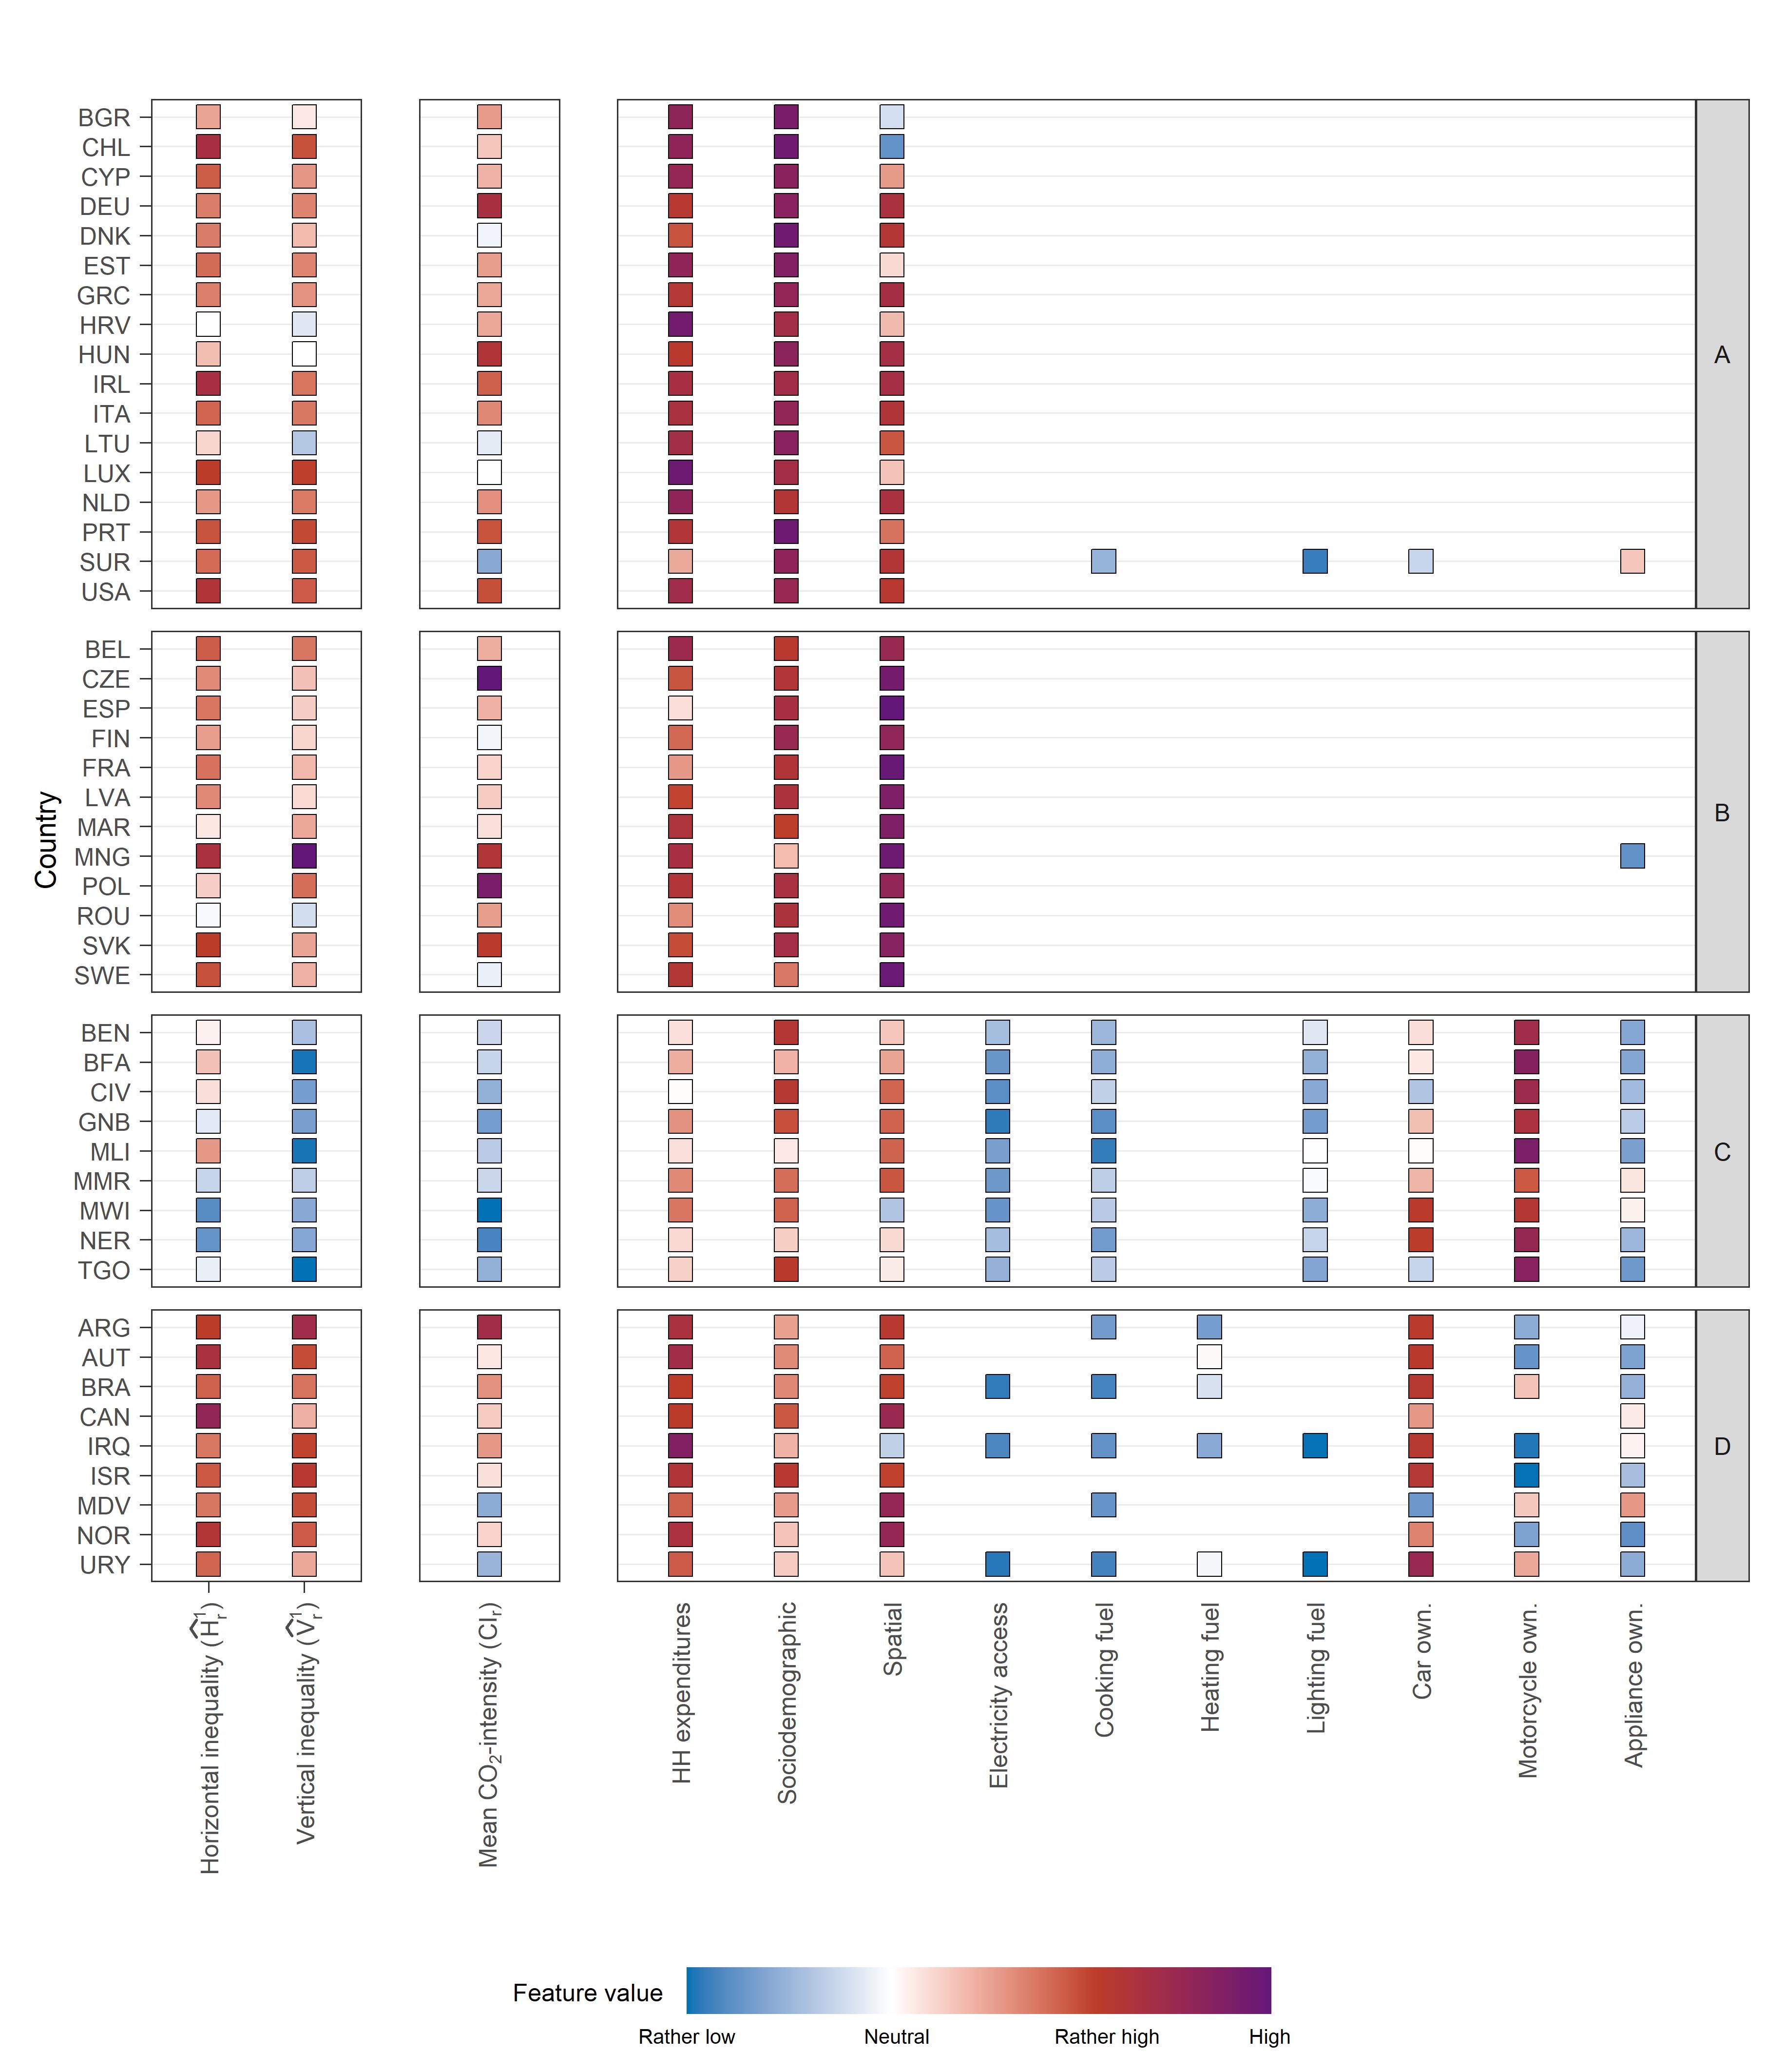 BGR
CHL
CYP
DEU
DNK
EST
GRC
HRV
HUN
IRL
ITA
LTU
LUX
NLD
PRT
SUR
USA
A
BEL
CZE
ESP
FIN
FRA
LVA
MAR
MNG
POL
ROU
SVK
SWE
B
Country
BEN
BFA
CIV
GNB
MLI
MMR
MWI
NER
TGO
C
ARG
AUT
BRA
CAN
IRQ
ISR
MDV
NOR
URY
D
Horizontal inequality (Ĥ¹ᵣ)
Vertical inequality (V̂¹ᵣ)
Mean CO₂-intensity (CIᵣ)
HH expenditures
Sociodemographic
Spatial
Electricity access
Cooking fuel
Heating fuel
Lighting fuel
Car own.
Motorcycle own.
Appliance own.
Feature value
Rather low Neutral Rather high High